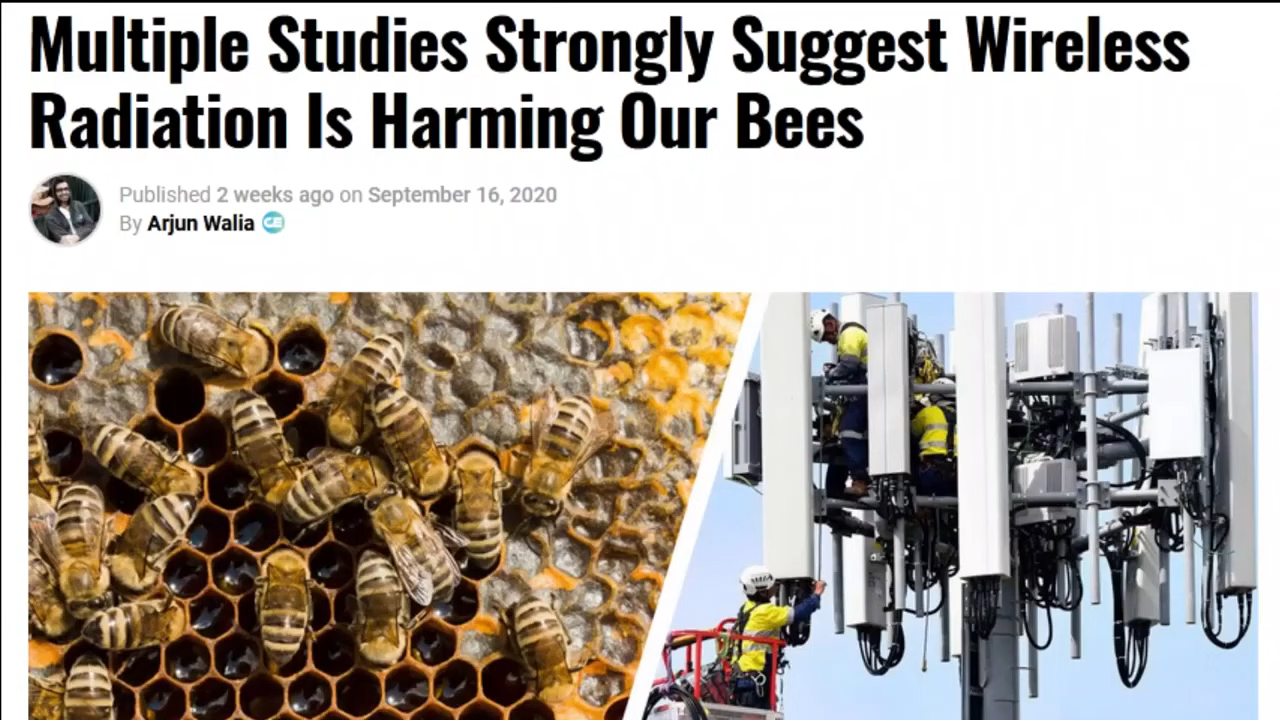 Multiple Studies Strongly Suggest Wireless
Radiation Is Harming Our Bees
Published 2 weeks ago on September 16, 2020
By Arjun Walia CE